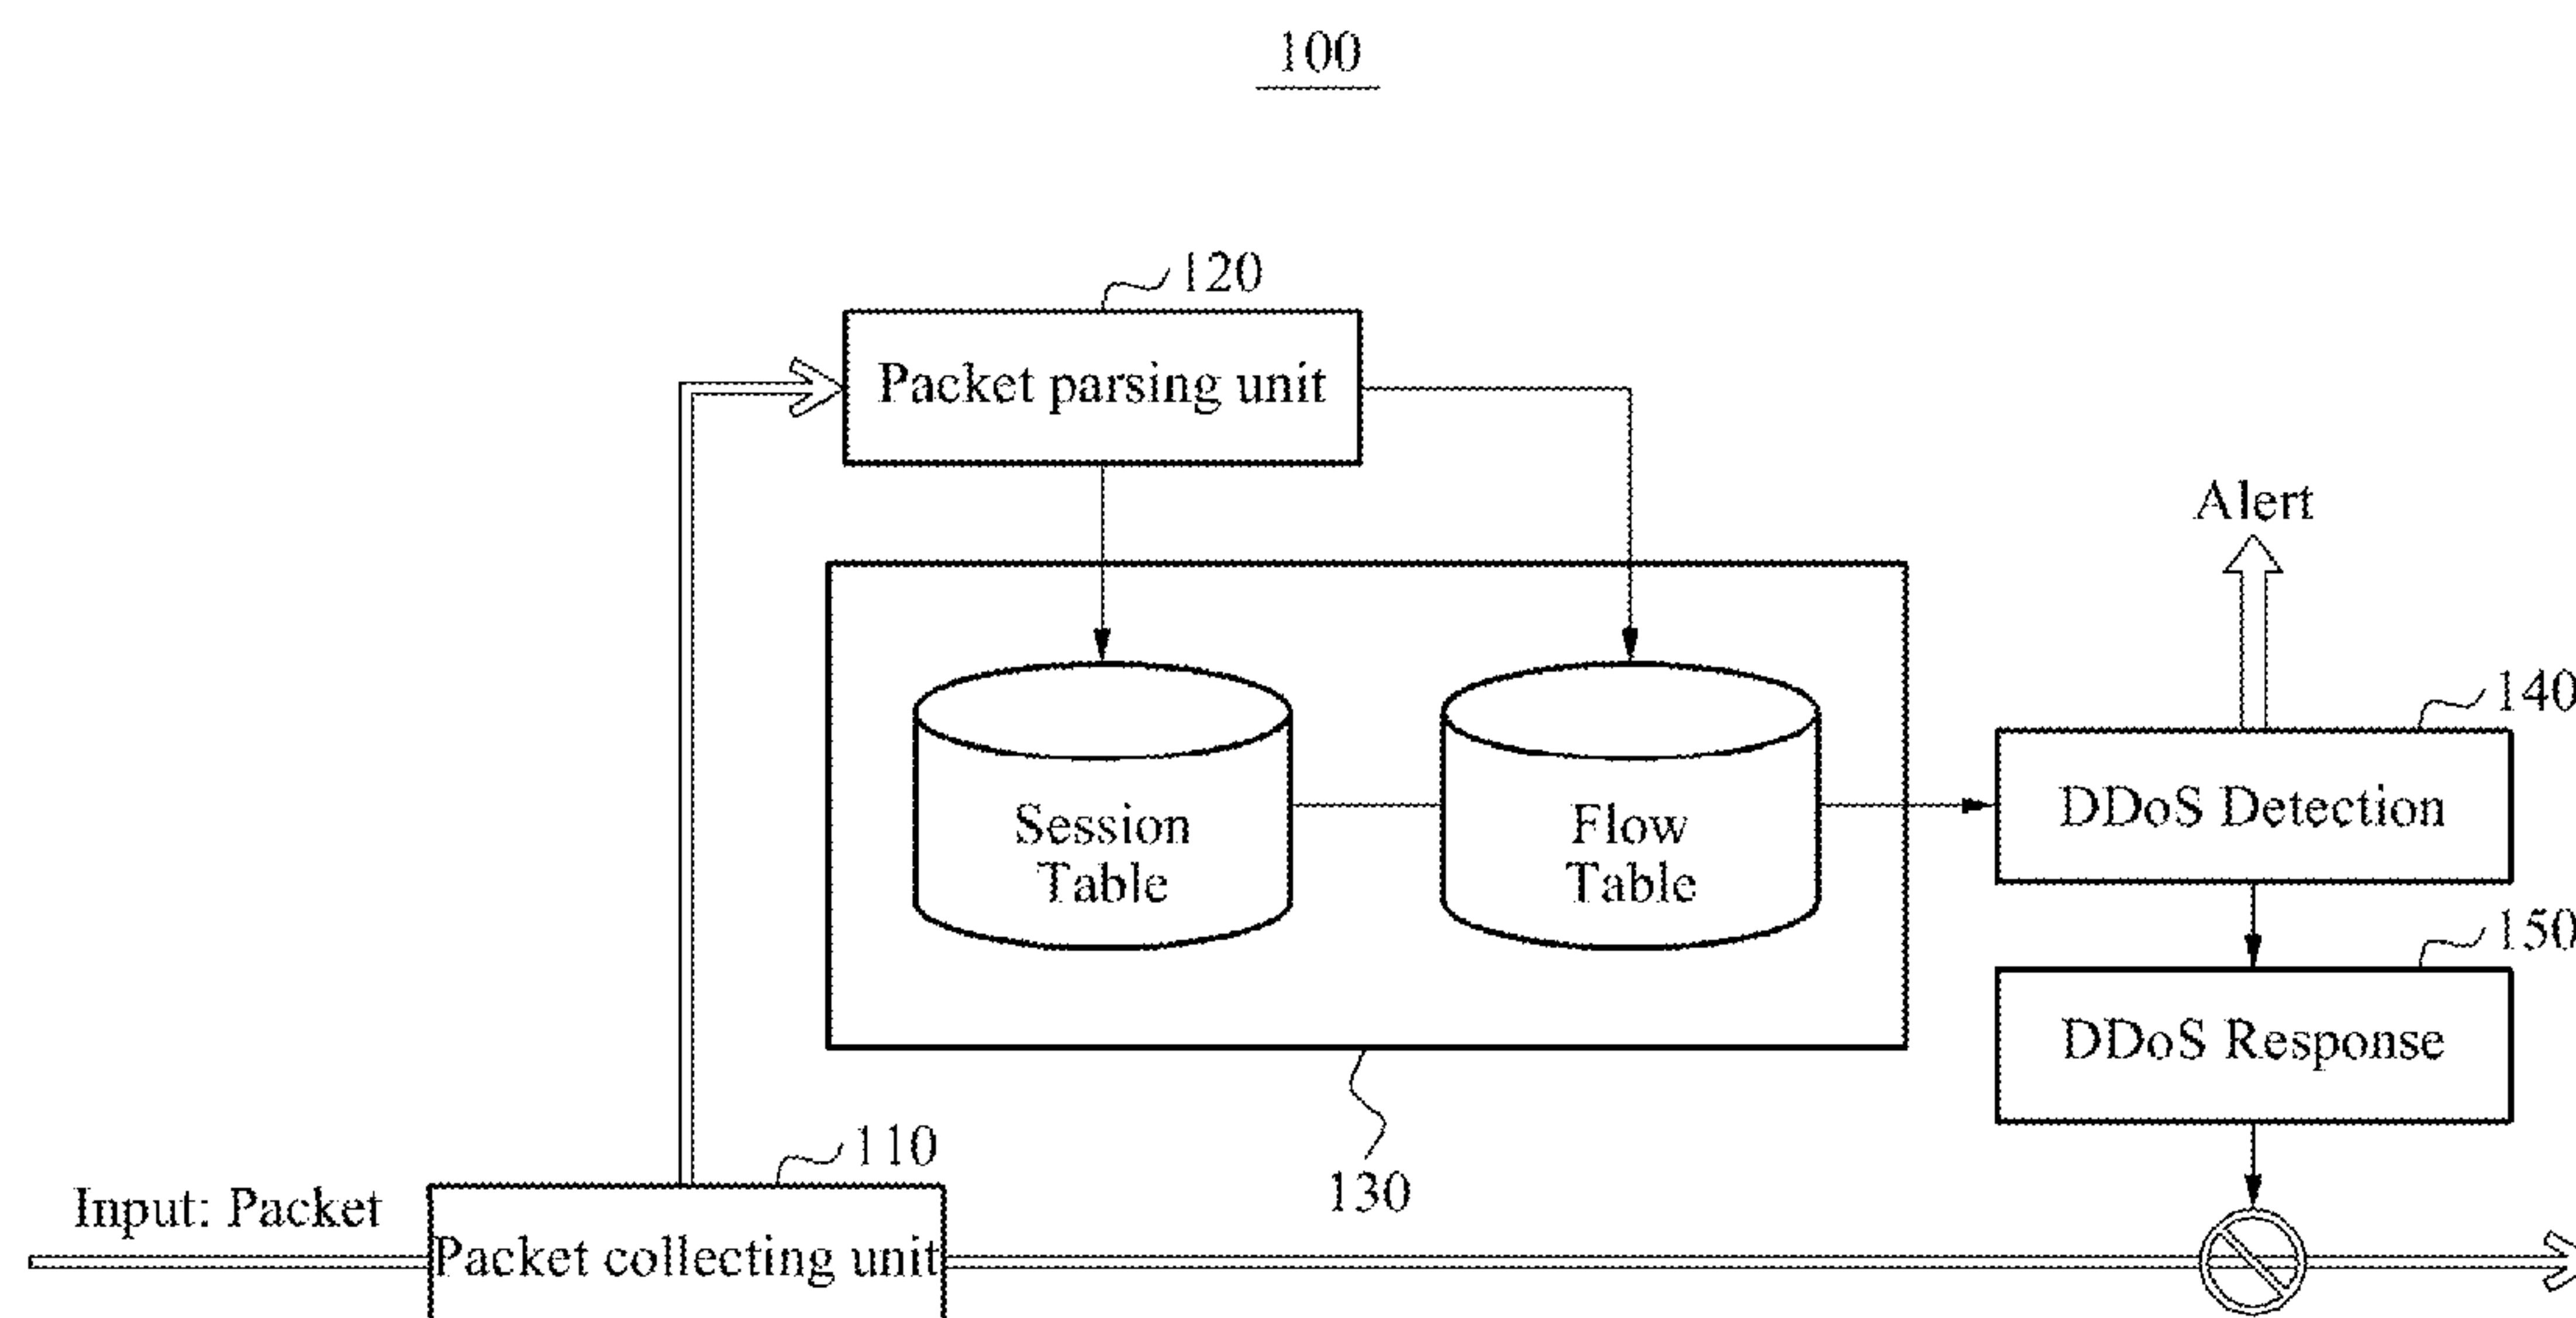 100
120
Packet parsing unit
Alert
140
Session
Table
Flow
Table
DDoS Detection
150
DDoS Response
110
130
Input: Packet
Packet collecting unit